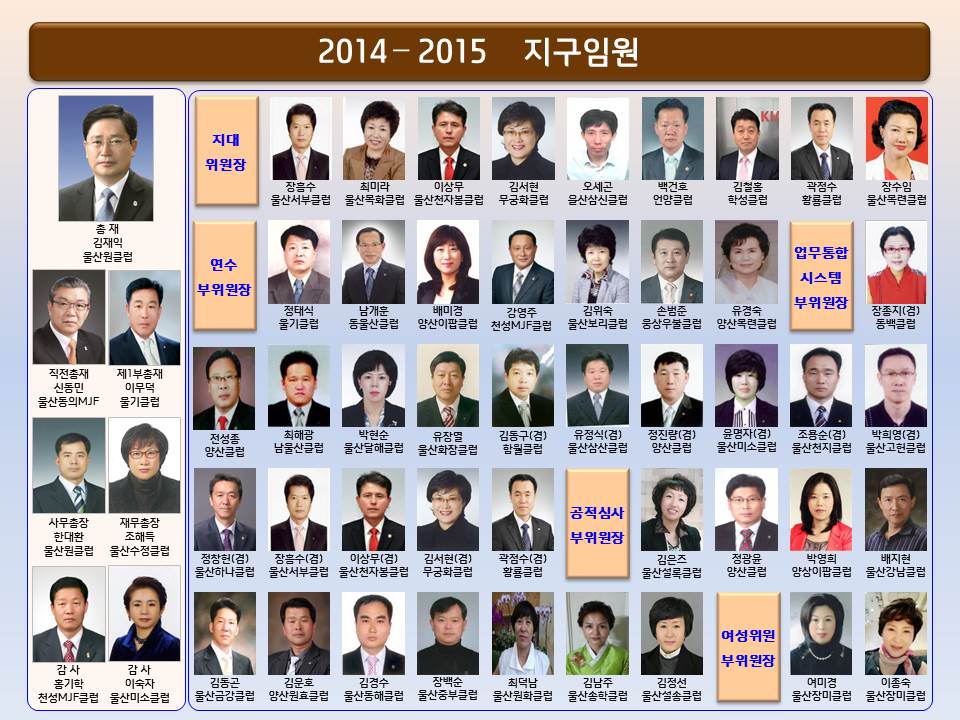 2014 – 2015 지구임원
총 재
김재익
울산원클럽
직전총재
신동민
울산동의MJF
제1부총재
이무덕
울기클럽
사무총장
한대완
울산원클럽
재무총장
조해득
울산수정클럽
감 사
홍기학
천성MJF클럽
감 사
이숙자
울산미소클럽
지대
위원장
장흥수
울산서부클럽
최미라
울산목화클럽
이상무
울산천자봉클럽
김서현
무궁화클럽
오세곤
음산삼신클럽
백건호
언양클럽
김철홍
학성클럽
곽점수
황룡클럽
장수임
울산목련클럽
연수
부위원장
정태식
울기클럽
남개훈
동울산클럽
배미경
양산이팝클럽
강영주
천성MJF클럽
김위숙
울산보리클럽
손범준
웅상우불클럽
유경숙
양산목련클럽
업무통합
시스템
부위원장
장종지(겸)
동백클럽
전성종
양산클럽
최해광
남울산클럽
박현순
울산달해클럽
유장열
울산화장클럽
김동구(겸)
함월클럽
유정식(겸)
울산삼산클럽
정진량(겸)
양산클럽
윤명자(겸)
울산미소클럽
조용순(겸)
울산천지클럽
박희영(겸)
울산고헌클럽
정창헌(겸)
울산하나클럽
장흥수(겸)
울산서부클럽
이상무(겸)
울산천자봉클럽
김서현(겸)
무궁화클럽
곽점수(겸)
황룡클럽
공적심사
부위원장
김은즈
울산설록클럽
정광윤
양산클럽
박영희
양상이팝클럽
배지현
울산강남클럽
김동곤
울산금강클럽
김운호
양산원효클럽
김경수
울산동해클럽
장백순
울산중부클럽
최덕남
울산원화클럽
김남주
울산송학클럽
김정선
울산설송클럽
여성위원
부위원장
여미경
울산장미클럽
이종숙
울산장미클럽